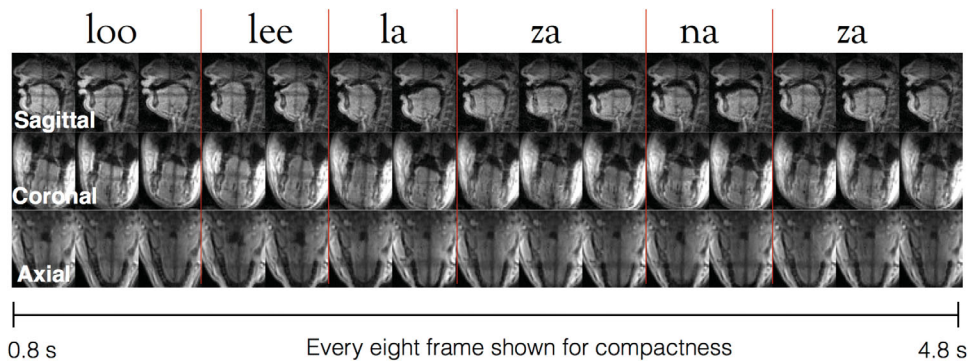 loo lee la za na za
Sagittal
Coronal
Axial
0.8 s Every eight frame shown for compactness 4.8 s